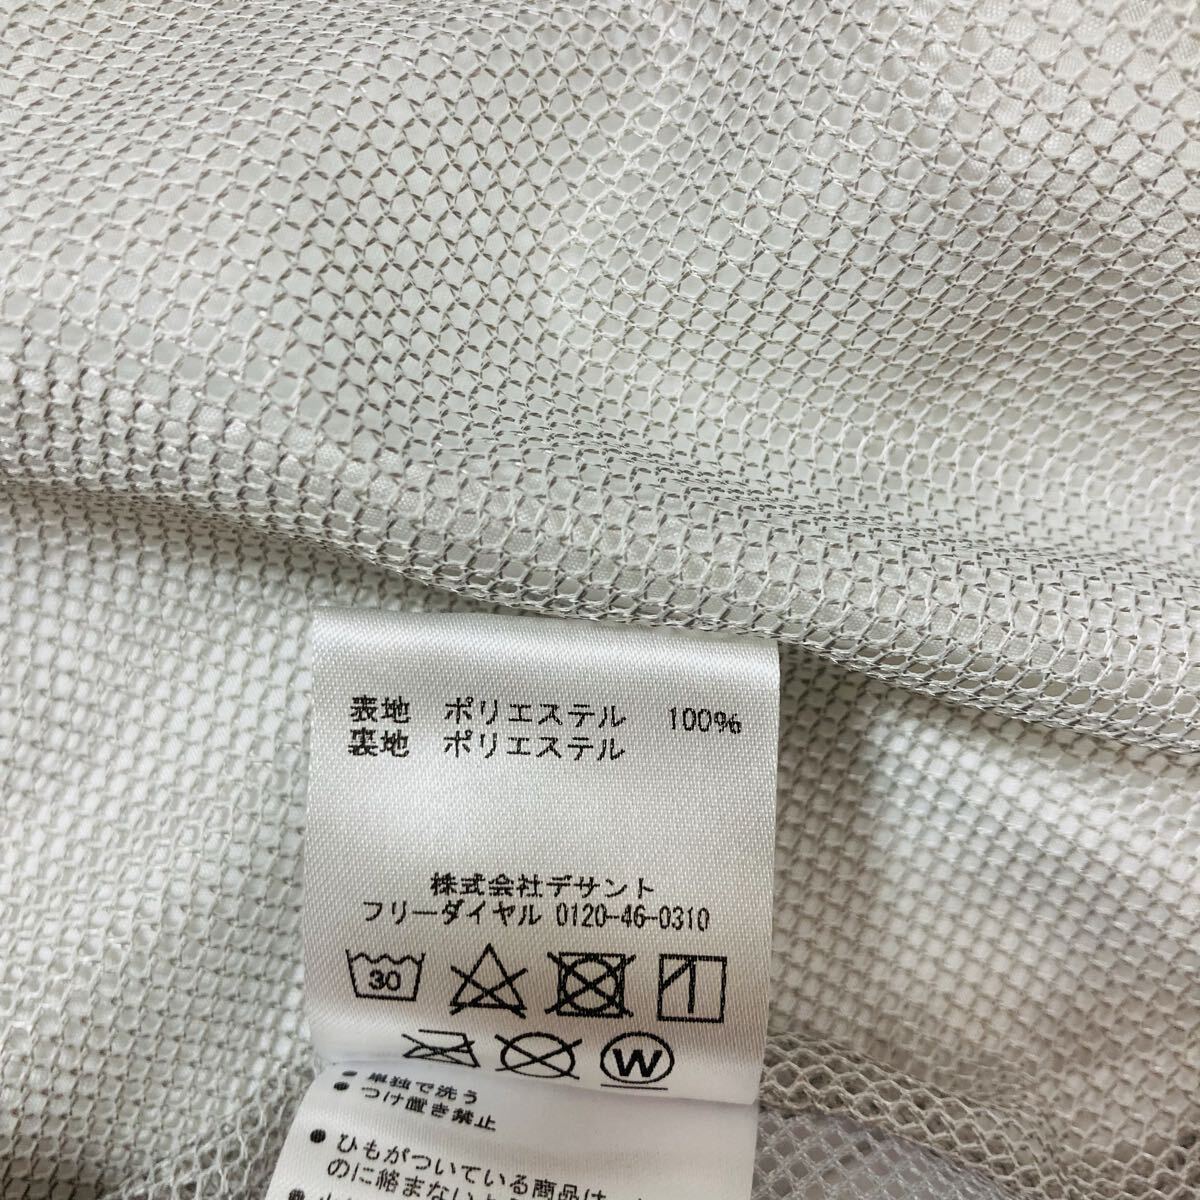 表地 ポリエステル 100%
裏地 ポリエステル
株式会社デサント
フリーダイヤル 0120-46-0310
30
W
● 単独で洗う
● つけ置き禁止
● ひもがついている商品は、
のに絡まないよ
●